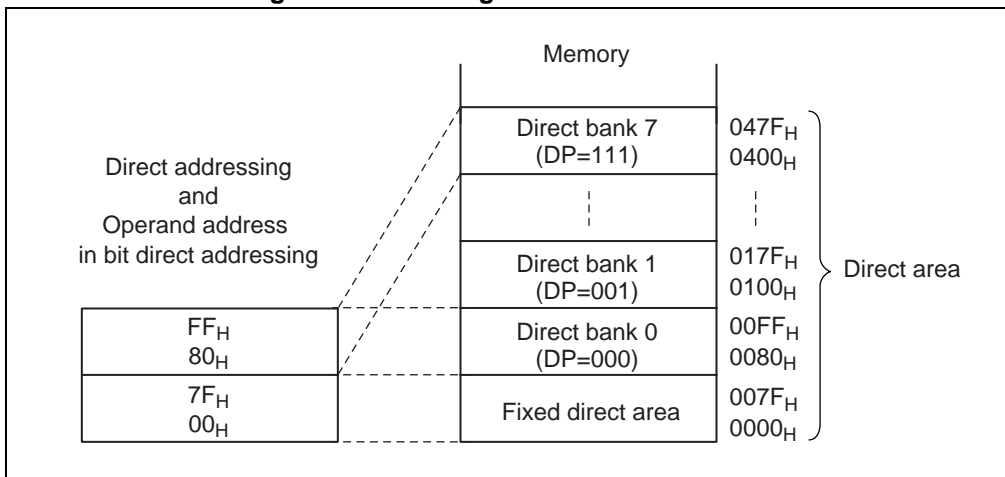 Memory
Direct addressing
and
Operand address
in bit direct addressing
FFH
80H
7FH
00H
Direct bank 7
(DP=111)
Direct bank 1
(DP=001)
Direct bank 0
(DP=000)
Fixed direct area
047FH
0400H
017FH
0100H
00FFH
0080H
007FH
0000H
Direct area